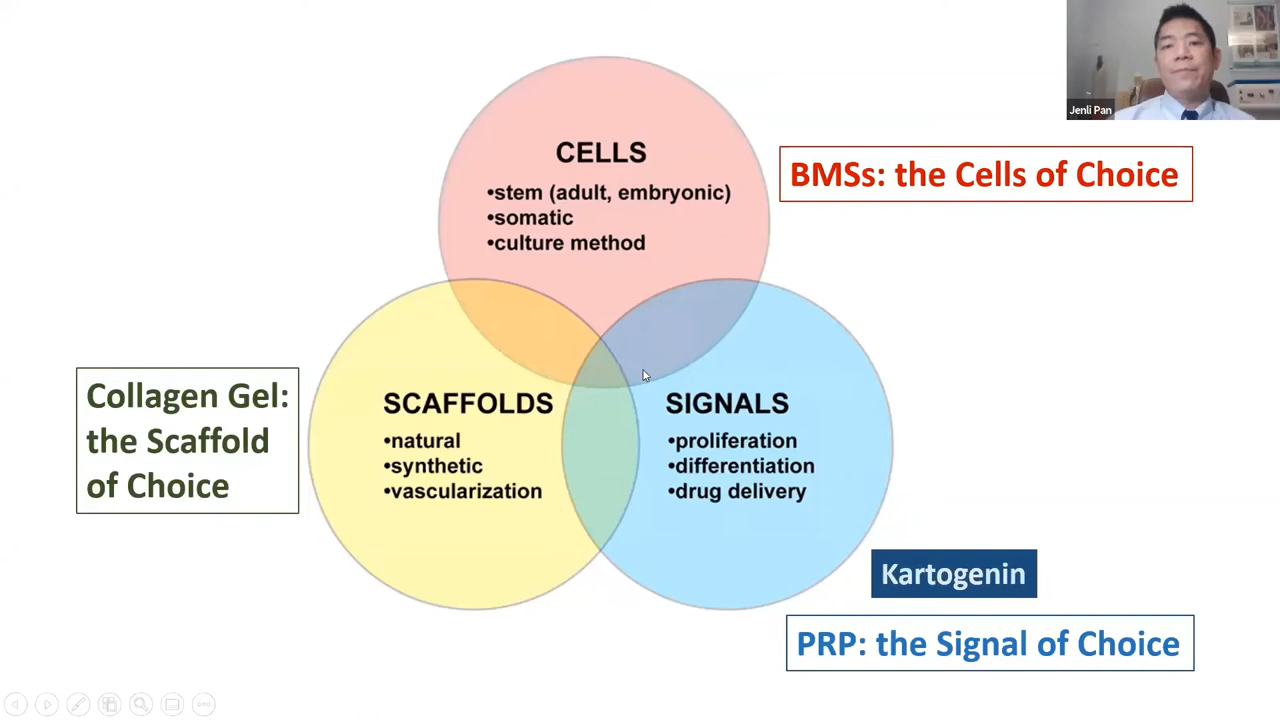 Jenli Pan
CELLS
•stem (adult, embryonic)
•somatic
•culture method
BMSs: the Cells of Choice
Collagen Gel:
the Scaffold
of Choice
SCAFFOLDS
•natural
•synthetic
•vascularization
SIGNALS
•proliferation
•differentiation
•drug delivery
Kartogenin
PRP: the Signal of Choice